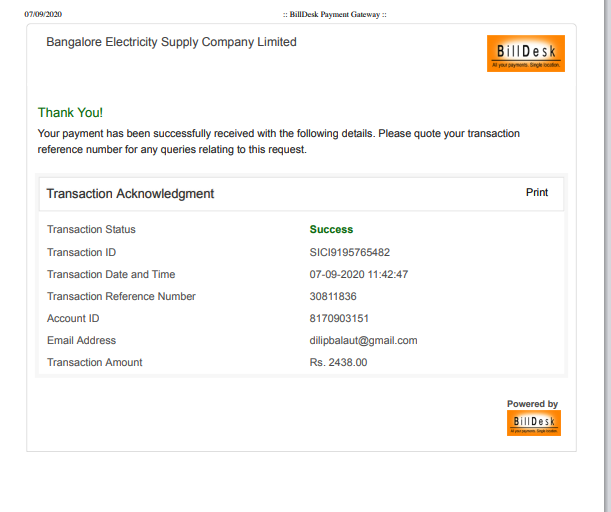 07/09/2020 :: BillDesk Payment Gateway ::
Bangalore Electricity Supply Company Limited
BillDesk
All your payments. Single location.
Thank You!
Your payment has been successfully received with the following details. Please quote your transaction
reference number for any queries relating to this request.
Transaction Acknowledgment Print
Transaction Status Success
Transaction ID SICI9195765482
Transaction Date and Time 07-09-2020 11:42:47
Transaction Reference Number 30811836
Account ID 8170903151
Email Address dilipbalaut@gmail.com
Transaction Amount Rs. 2438.00
Powered by
BillDesk
All your payments. Single location.